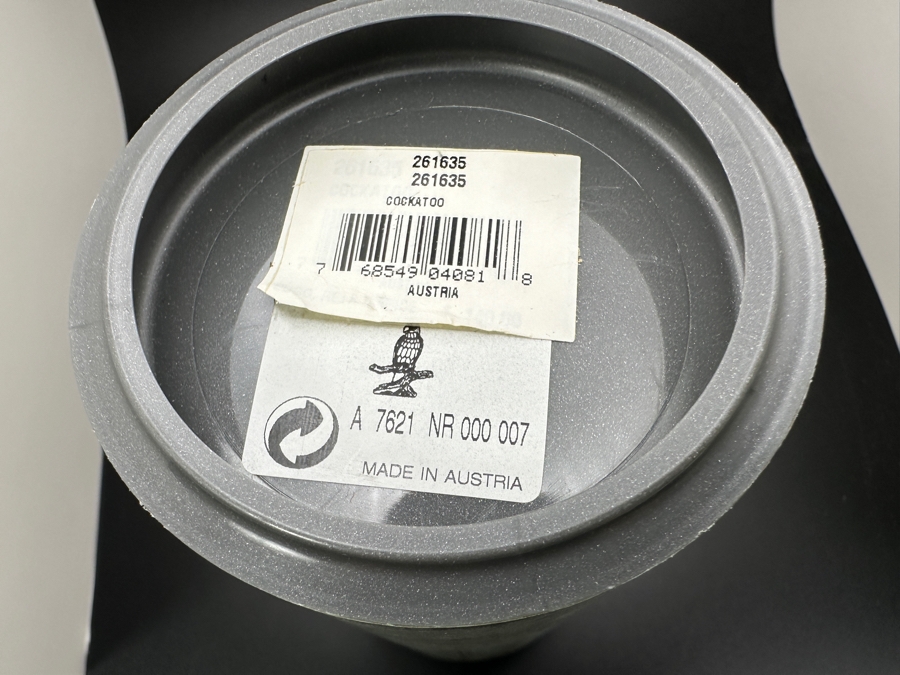 261635
261635
COCKATOO
7 68549 04081 8
AUSTRIA
A 7621 NR 000 007
MADE IN AUSTRIA